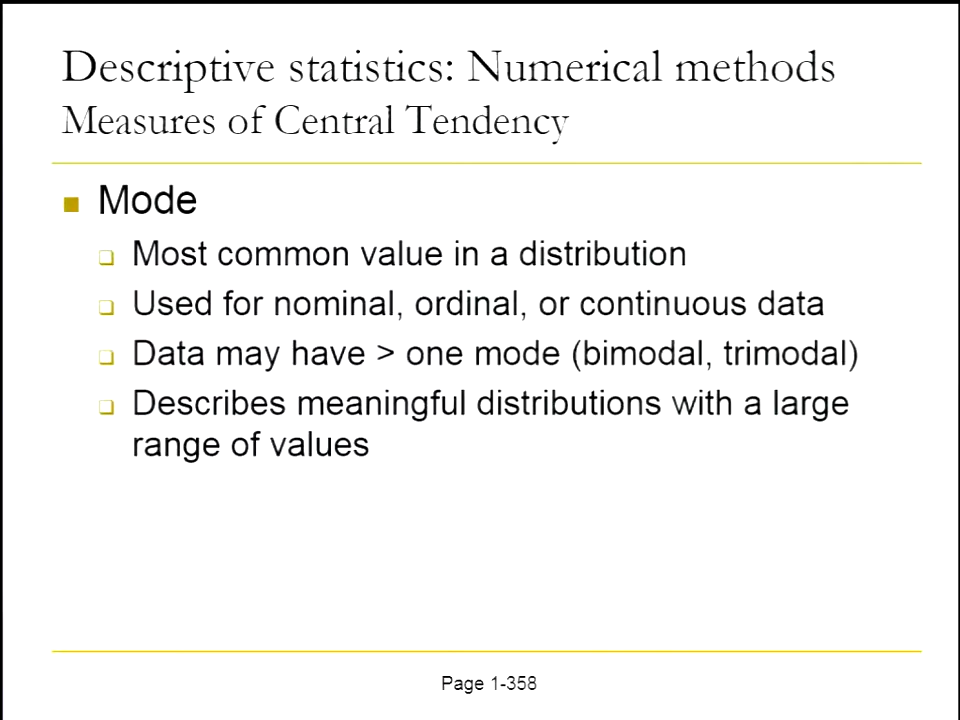 Descriptive statistics: Numerical methods
Measures of Central Tendency
Mode
Most common value in a distribution
Used for nominal, ordinal, or continuous data
Data may have > one mode (bimodal, trimodal)
Describes meaningful distributions with a large
range of values
Page 1-358